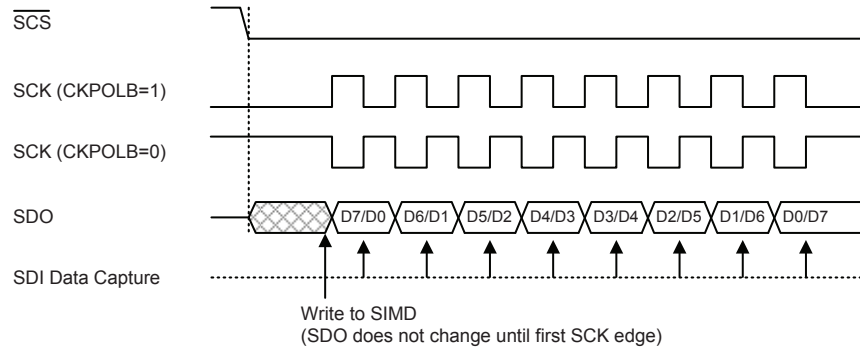 SCS
SCK (CKPOLB=1)
SCK (CKPOLB=0)
SDO D7/D0 D6/D1 D5/D2 D4/D3 D3/D4 D2/D5 D1/D6 D0/D7
SDI Data Capture
Write to SIMD
(SDO does not change until first SCK edge)